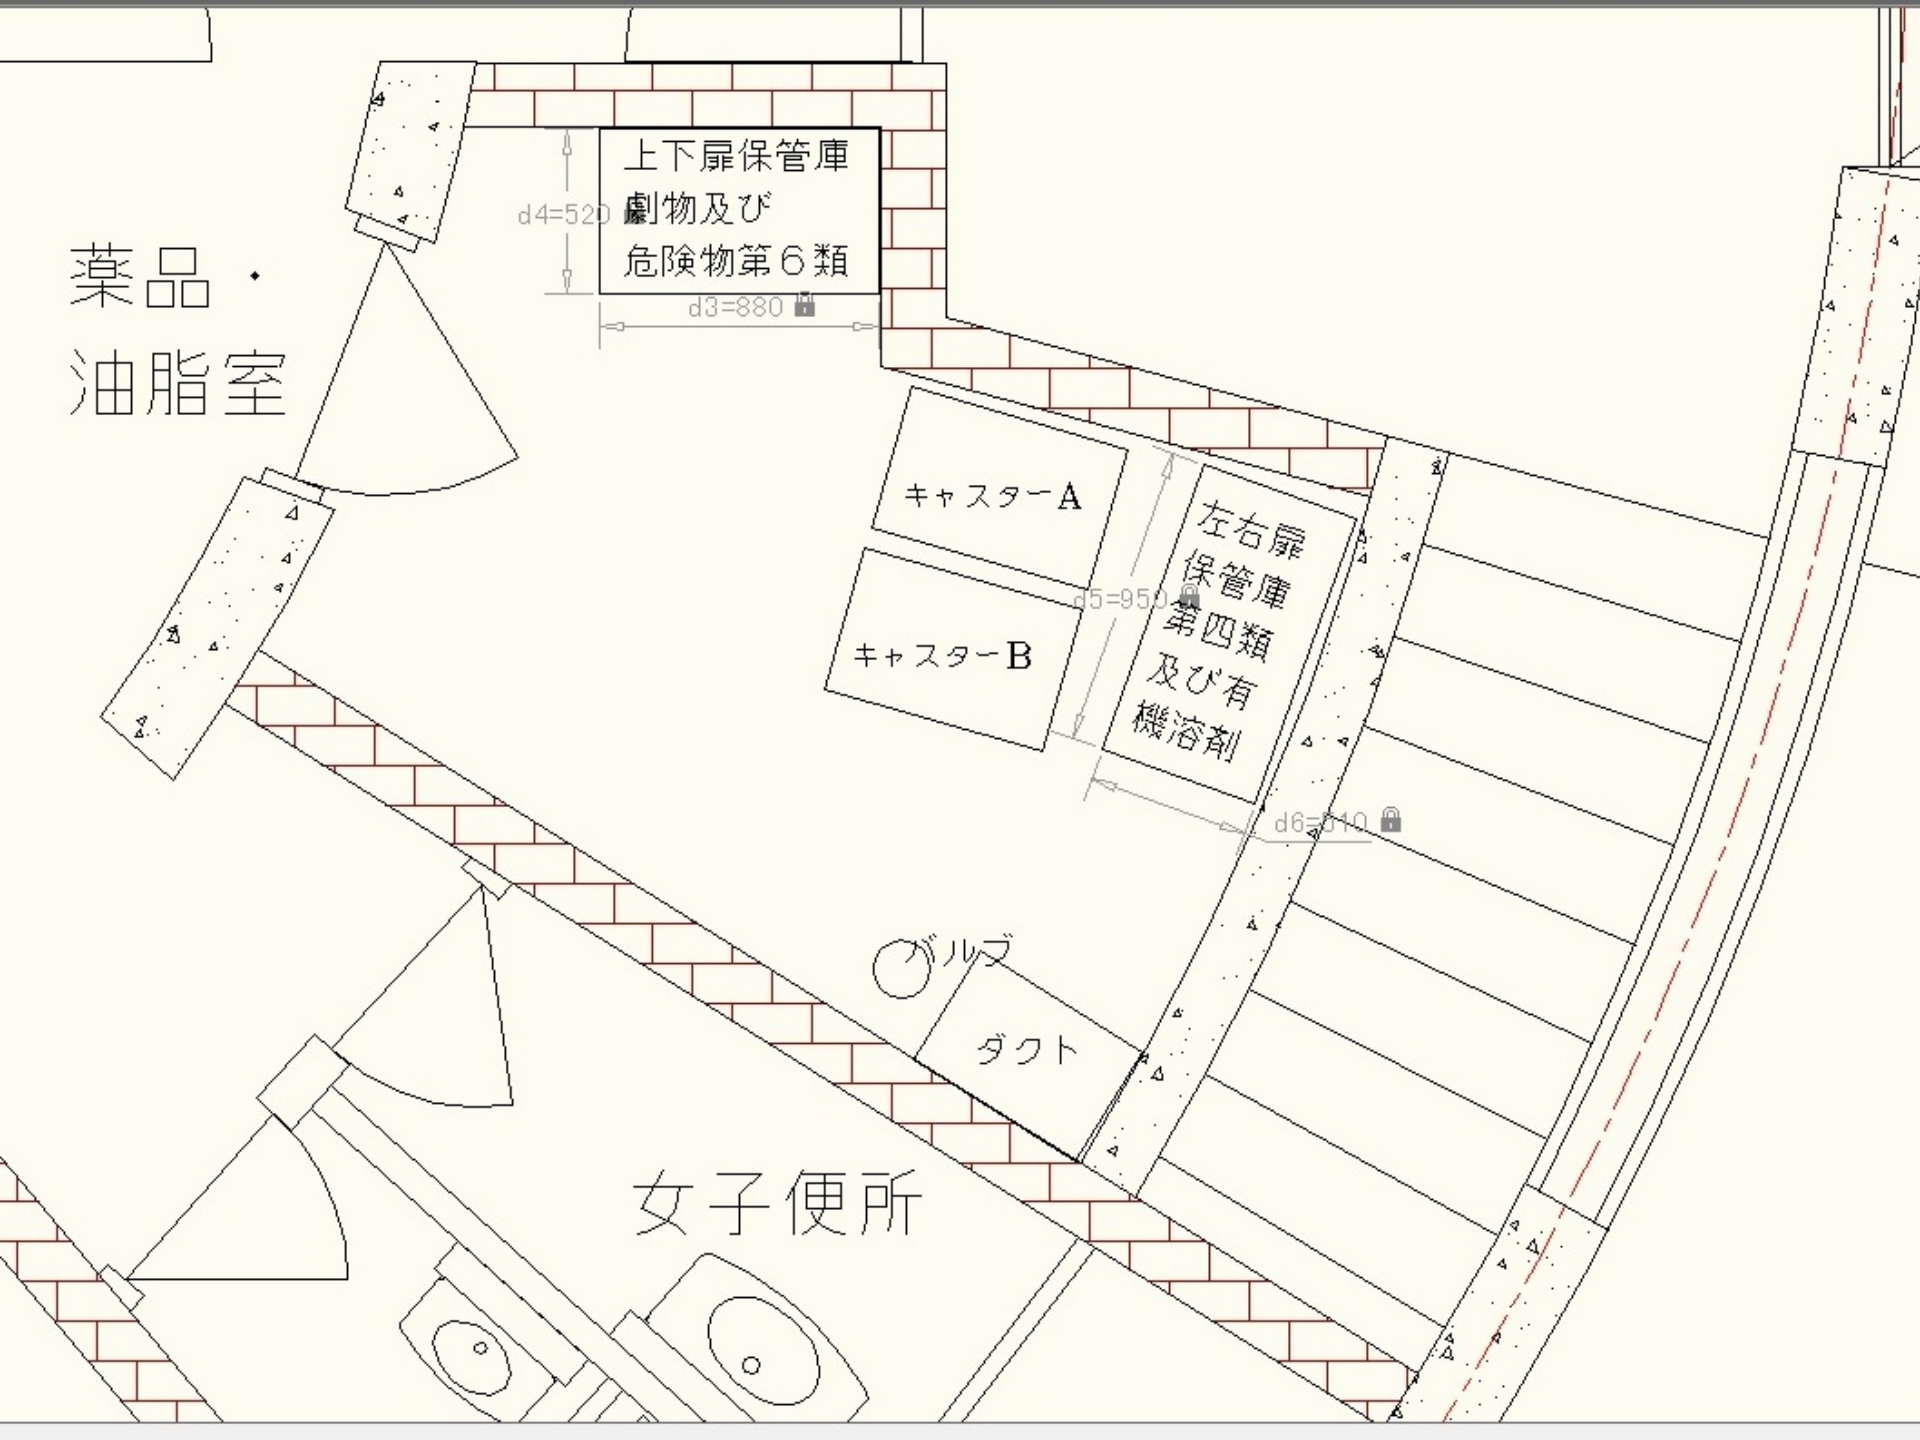 上下扉保管庫
劇物及び
危険物第6類
d4=520
d3=880
薬品・
油脂室
キャスターA
キャスターB
左右扉
保管庫
第四類
及び有
機溶剤
d5=950
d6=510
バルブ
ダクト
女子便所